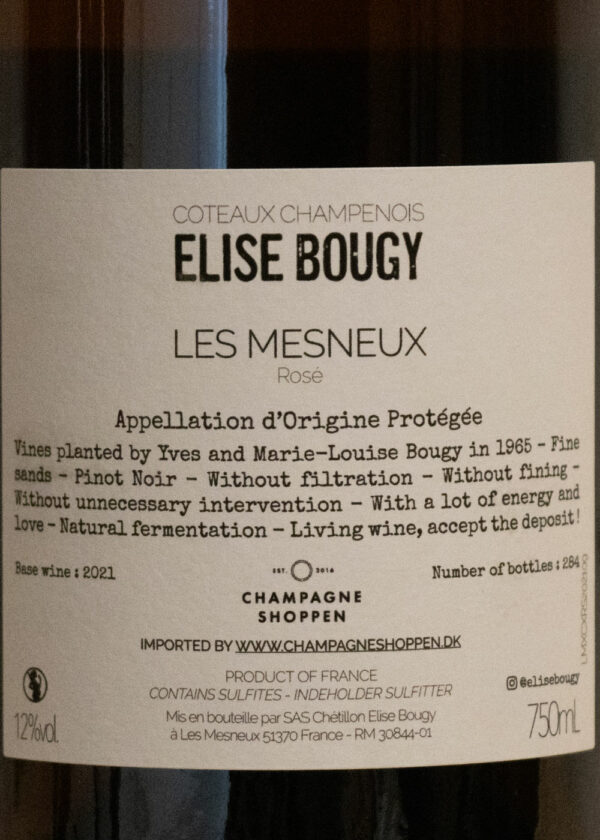 COTEAUX CHAMPENOIS
ELISE BOUGY
LES MESNEUX
Rosé
Appellation d'Origine Protégée
Vines planted by Yves and Marie-Louise Bougy in 1965 - Fine
sands - Pinot Noir - Without filtration - Without fining -
Without unnecessary intervention - With a lot of energy and
love - Natural fermentation - Living wine, accept the deposit!
Base wine : 2021
EST. 2016
Number of bottles : 284
CHAMPAGNE
SHOPPEN
IMPORTED BY WWW.CHAMPAGNESHOPPEN.DK
PRODUCT OF FRANCE
@elisebougy
CONTAINS SULFITES - INDEHOLDER SULFITTER
12%vol.
Mis en bouteille par SAS Chétillon Elise Bougy
à Les Mesneux 51370 France - RM 30844-01
750mL